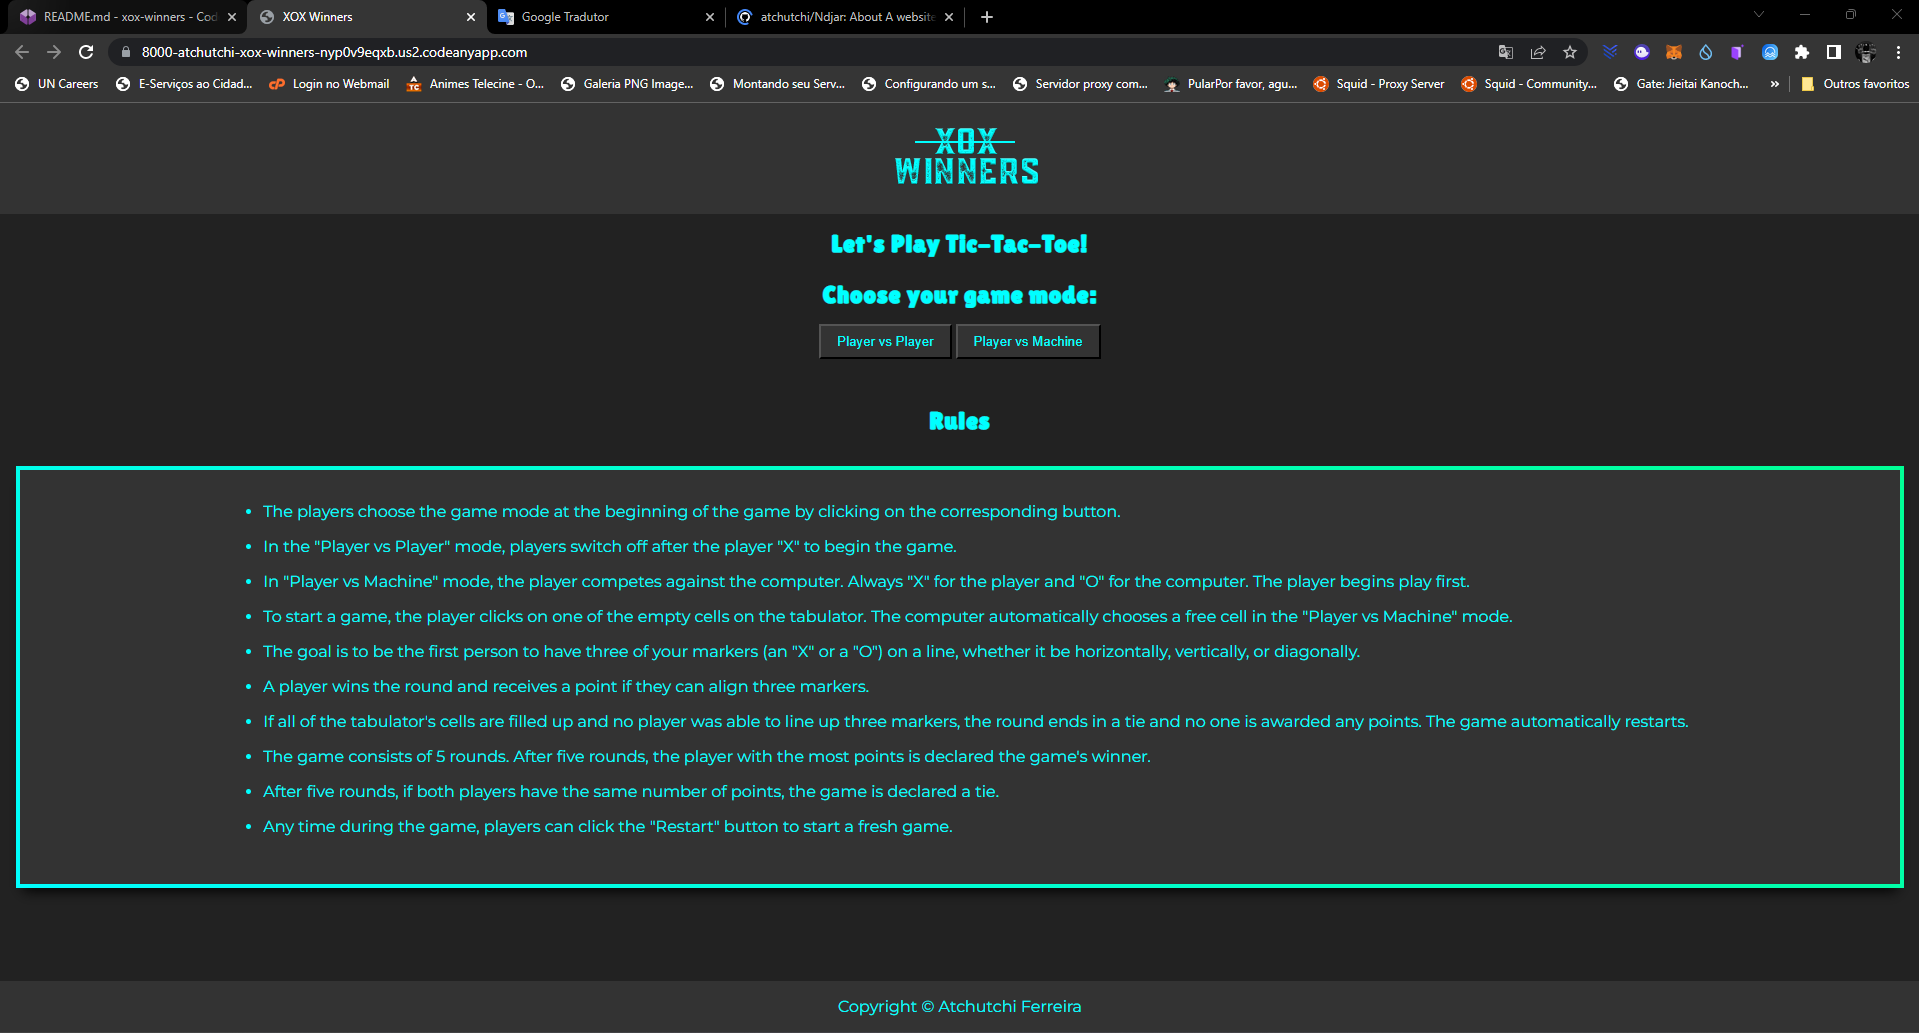 README.md - xox-winners - Cod
XOX Winners
Google Tradutor
atchutchi/Ndjar: About A website
8000-atchutchi-xox-winners-nyp0v9eqxb.us2.codeanyapp.com
UN Careers
E-Serviços ao Cidad...
Login no Webmail
Animes Telecine - O...
Galeria PNG Image...
Montando seu Serv...
Configurando um s...
Servidor proxy com...
PularPor favor, agu...
Squid - Proxy Server
Squid - Community...
Gate: Jieitai Kanoch...
»
Outros favoritos
XOX
WINNERS
Let's Play Tic-Tac-Toe!
Choose your game mode:
Player vs Player
Player vs Machine
Rules
• The players choose the game mode at the beginning of the game by clicking on the corresponding button.
• In the "Player vs Player" mode, players switch off after the player "X" to begin the game.
• In "Player vs Machine" mode, the player competes against the computer. Always "X" for the player and "O" for the computer. The player begins play first.
• To start a game, the player clicks on one of the empty cells on the tabulator. The computer automatically chooses a free cell in the "Player vs Machine" mode.
• The goal is to be the first person to have three of your markers (an "X" or a "O") on a line, whether it be horizontally, vertically, or diagonally.
• A player wins the round and receives a point if they can align three markers.
• If all of the tabulator's cells are filled up and no player was able to line up three markers, the round ends in a tie and no one is awarded any points. The game automatically restarts.
• The game consists of 5 rounds. After five rounds, the player with the most points is declared the game's winner.
• After five rounds, if both players have the same number of points, the game is declared a tie.
• Any time during the game, players can click the "Restart" button to start a fresh game.
Copyright © Atchutchi Ferreira